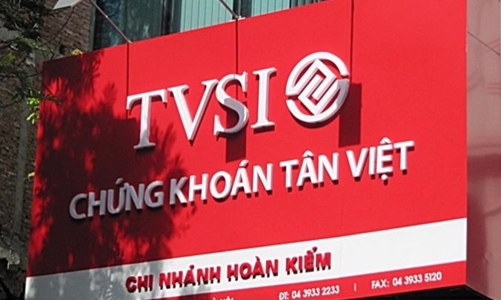 TVSI
CHỨNG KHOÁN TÂN VIỆT
CHI NHÁNH HOÀN KIẾM
ĐT: 04 3933 2233 | FAX: 04 3933 5120